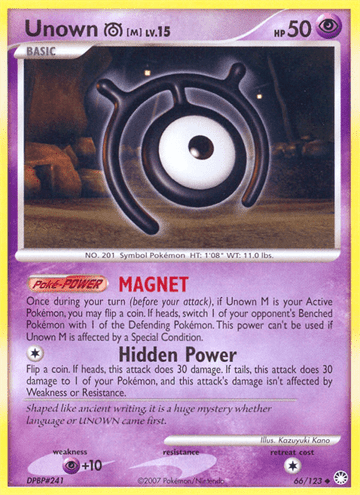 Unown [M] LV.15 HP 50
BASIC
NO. 201 Symbol Pokémon HT: 1'08" WT: 11.0 lbs.
Poké-POWER MAGNET
Once during your turn (before your attack), if Unown M is your Active
Pokémon, you may flip a coin. If heads, switch 1 of your opponent's Benched
Pokémon with 1 of the Defending Pokémon. This power can't be used if
Unown M is affected by a Special Condition.
Hidden Power
Flip a coin. If heads, this attack does 30 damage. If tails, this attack does 30
damage to 1 of your Pokémon, and this attack's damage isn't affected by
Weakness or Resistance.
Shaped like ancient writing, it is a huge mystery whether
language or UNOWN came first.
Illus. Kazuyuki Kano
weakness resistance retreat cost
+10
DPBP#241 ©2007 Pokémon/Nintendo 66/123